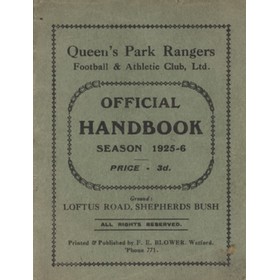 Queen's Park Rangers
Football & Athletic Club, Ltd.
OFFICIAL
HANDBOOK
SEASON 1925-6
PRICE - 3d.
Ground:
LOFTUS ROAD, SHEPHERDS BUSH
ALL RIGHTS RESERVED.
Printed & Published by F. E. BLOWER, Watford.
'Phone 771.